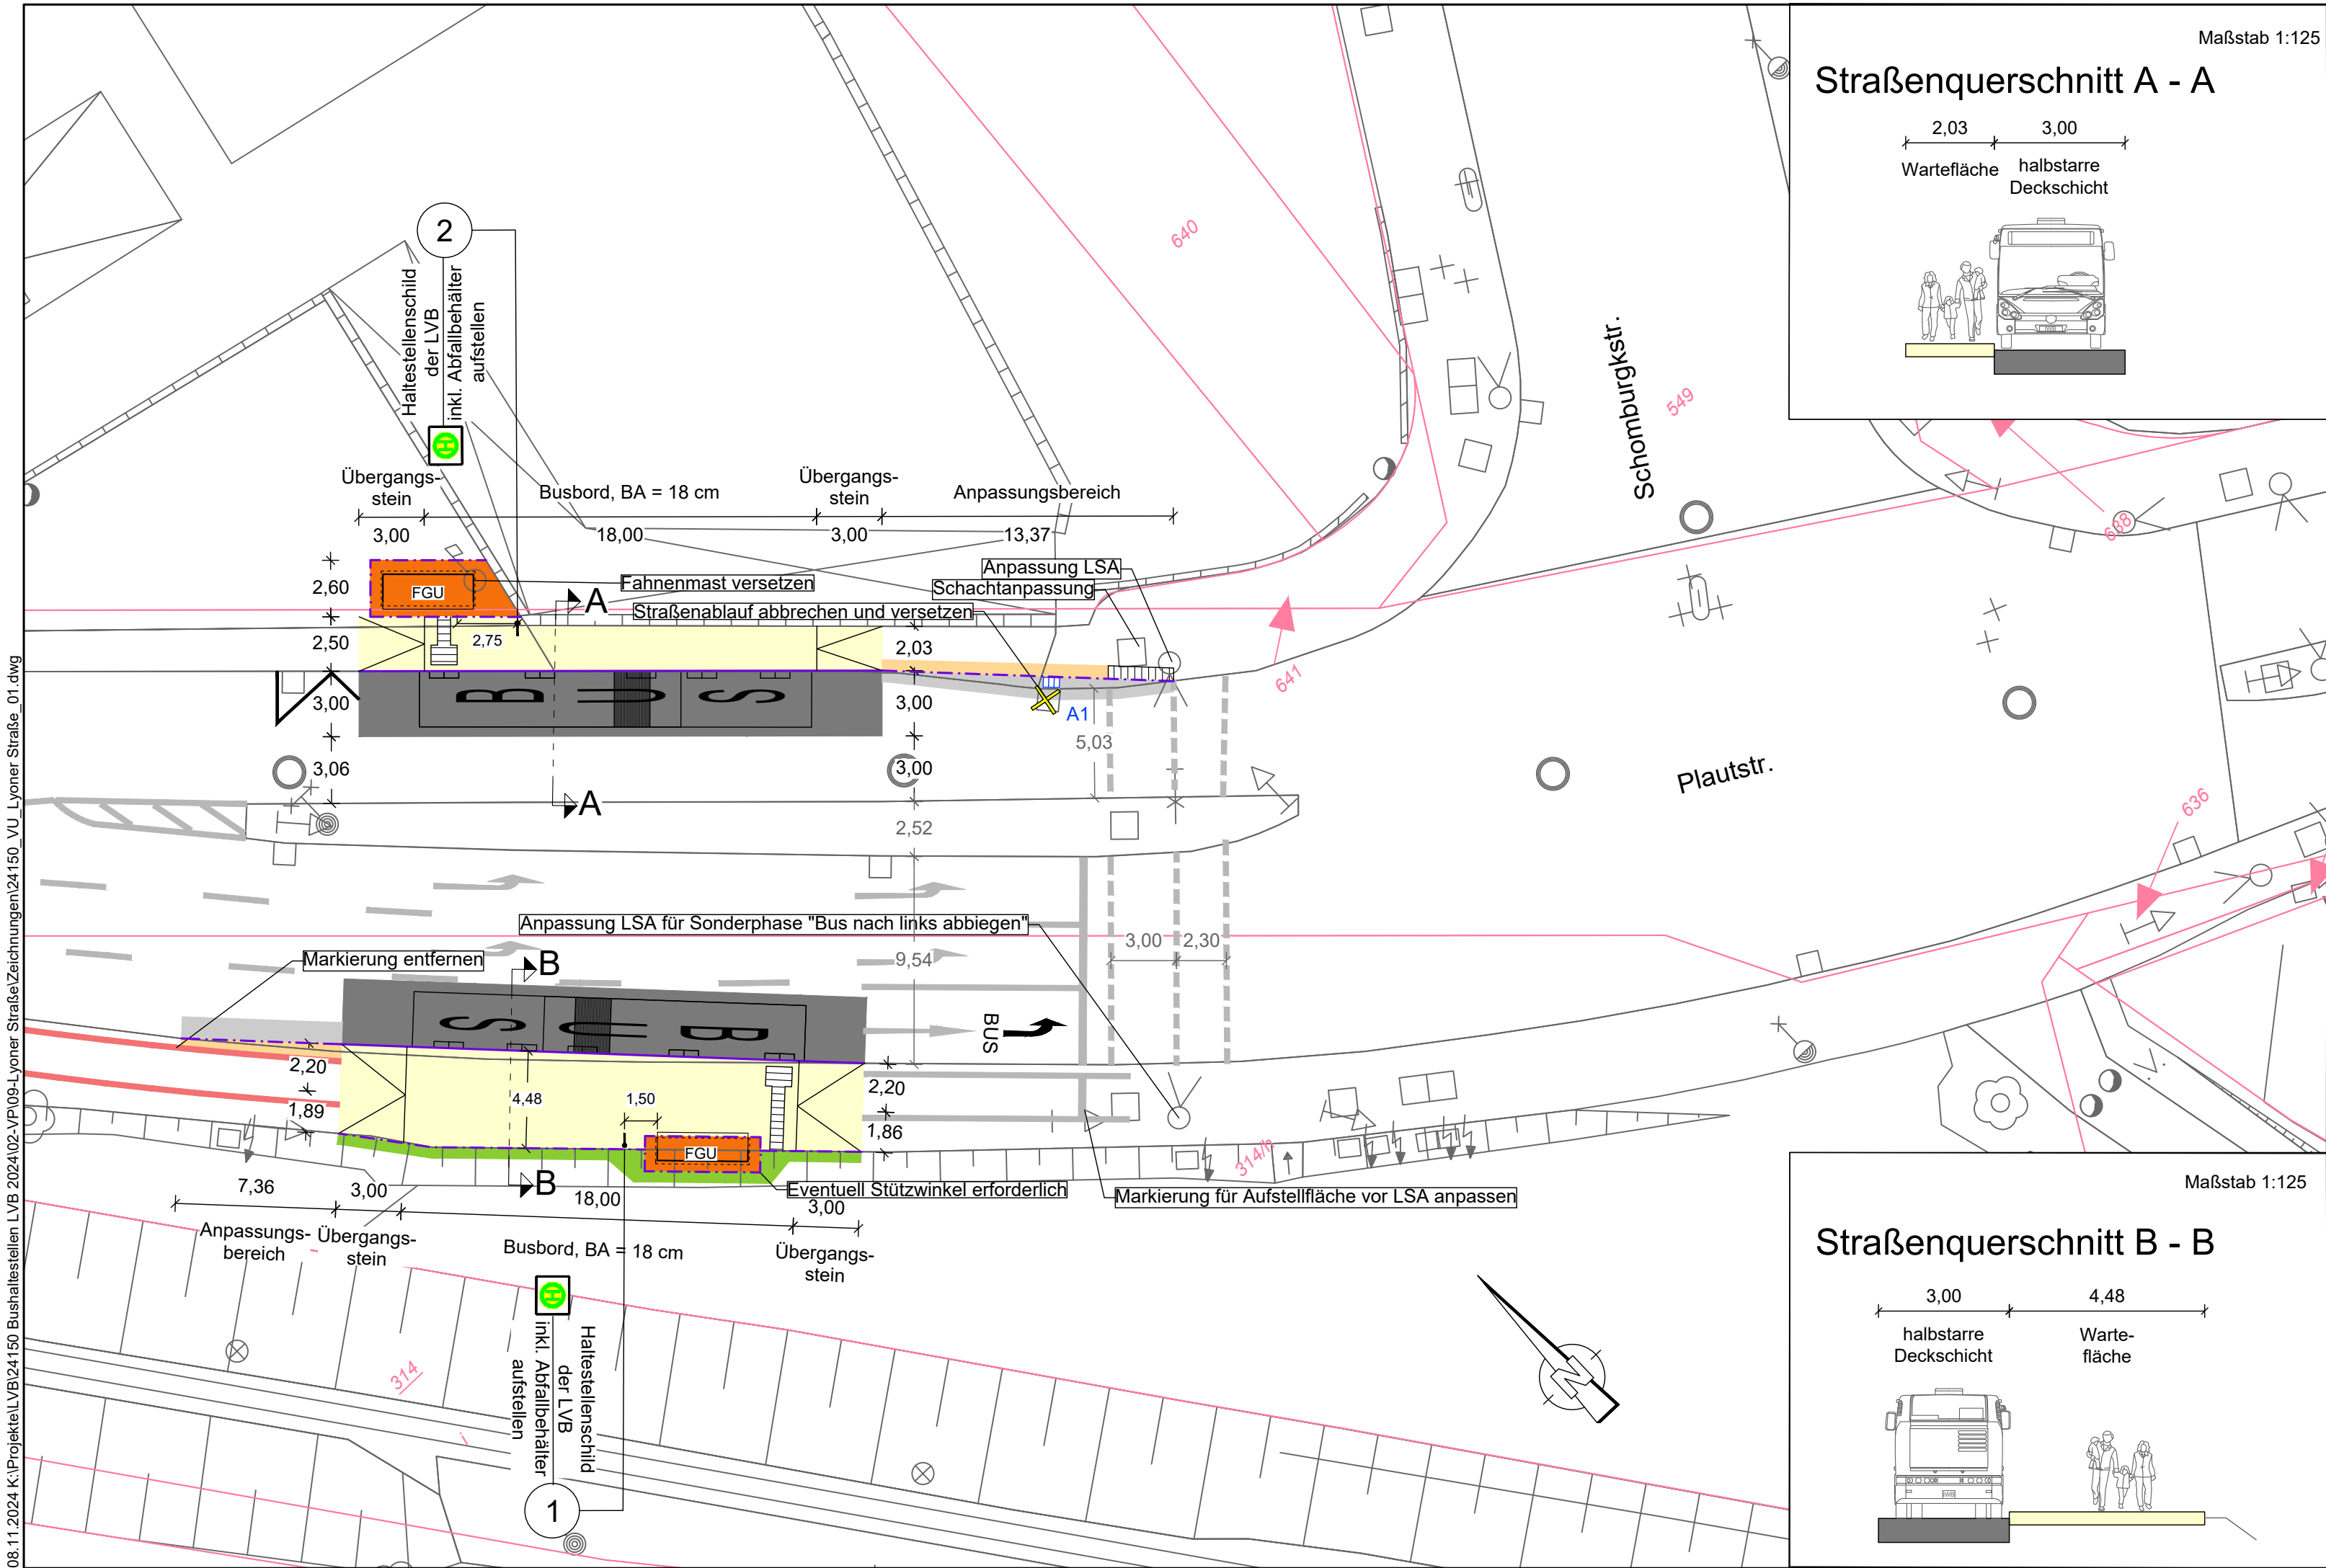 Maßstab 1:125
Straßenquerschnitt A - A
2,03
3,00
Wartefläche
halbstarre
Deckschicht
2
Haltestellenschild
der LVB
inkl. Abfallbehälter
aufstellen
H
640
549
Schomburgkstr.
638
Übergangs-
stein
Busbord, BA = 18 cm
Übergangs-
stein
Anpassungsbereich
3,00
18,00
3,00
13,37
Anpassung LSA
Schachtanpassung
Fahnenmast versetzen
Straßenablauf abbrechen und versetzen
2,60
FGU
A
2,50
2,75
2,03
641
3,00
BUS
3,00
A1
5,03
3,06
3,00
A
Plautstr.
2,52
636
Anpassung LSA für Sonderphase "Bus nach links abbiegen"
3,00
2,30
Markierung entfernen
B
9,54
BUS
BUS
2,20
4,48
1,50
2,20
1,89
1,86
FGU
314/h
B
7,36
3,00
18,00
Eventuell Stützwinkel erforderlich
3,00
Markierung für Aufstellfläche vor LSA anpassen
Anpassungs-
bereich
Übergangs-
stein
Busbord, BA = 18 cm
Übergangs-
stein
H
Haltestellenschild
der LVB
inkl. Abfallbehälter
aufstellen
1
314
i
N
Maßstab 1:125
Straßenquerschnitt B - B
3,00
4,48
halbstarre
Deckschicht
Warte-
fläche
08.11.2024 K:\Projekte\LVB\24150 Bushaltestellen LVB 2024\02-VP\09-Lyoner Straße\Zeichnungen\24150_VU_Lyoner Straße_01.dwg